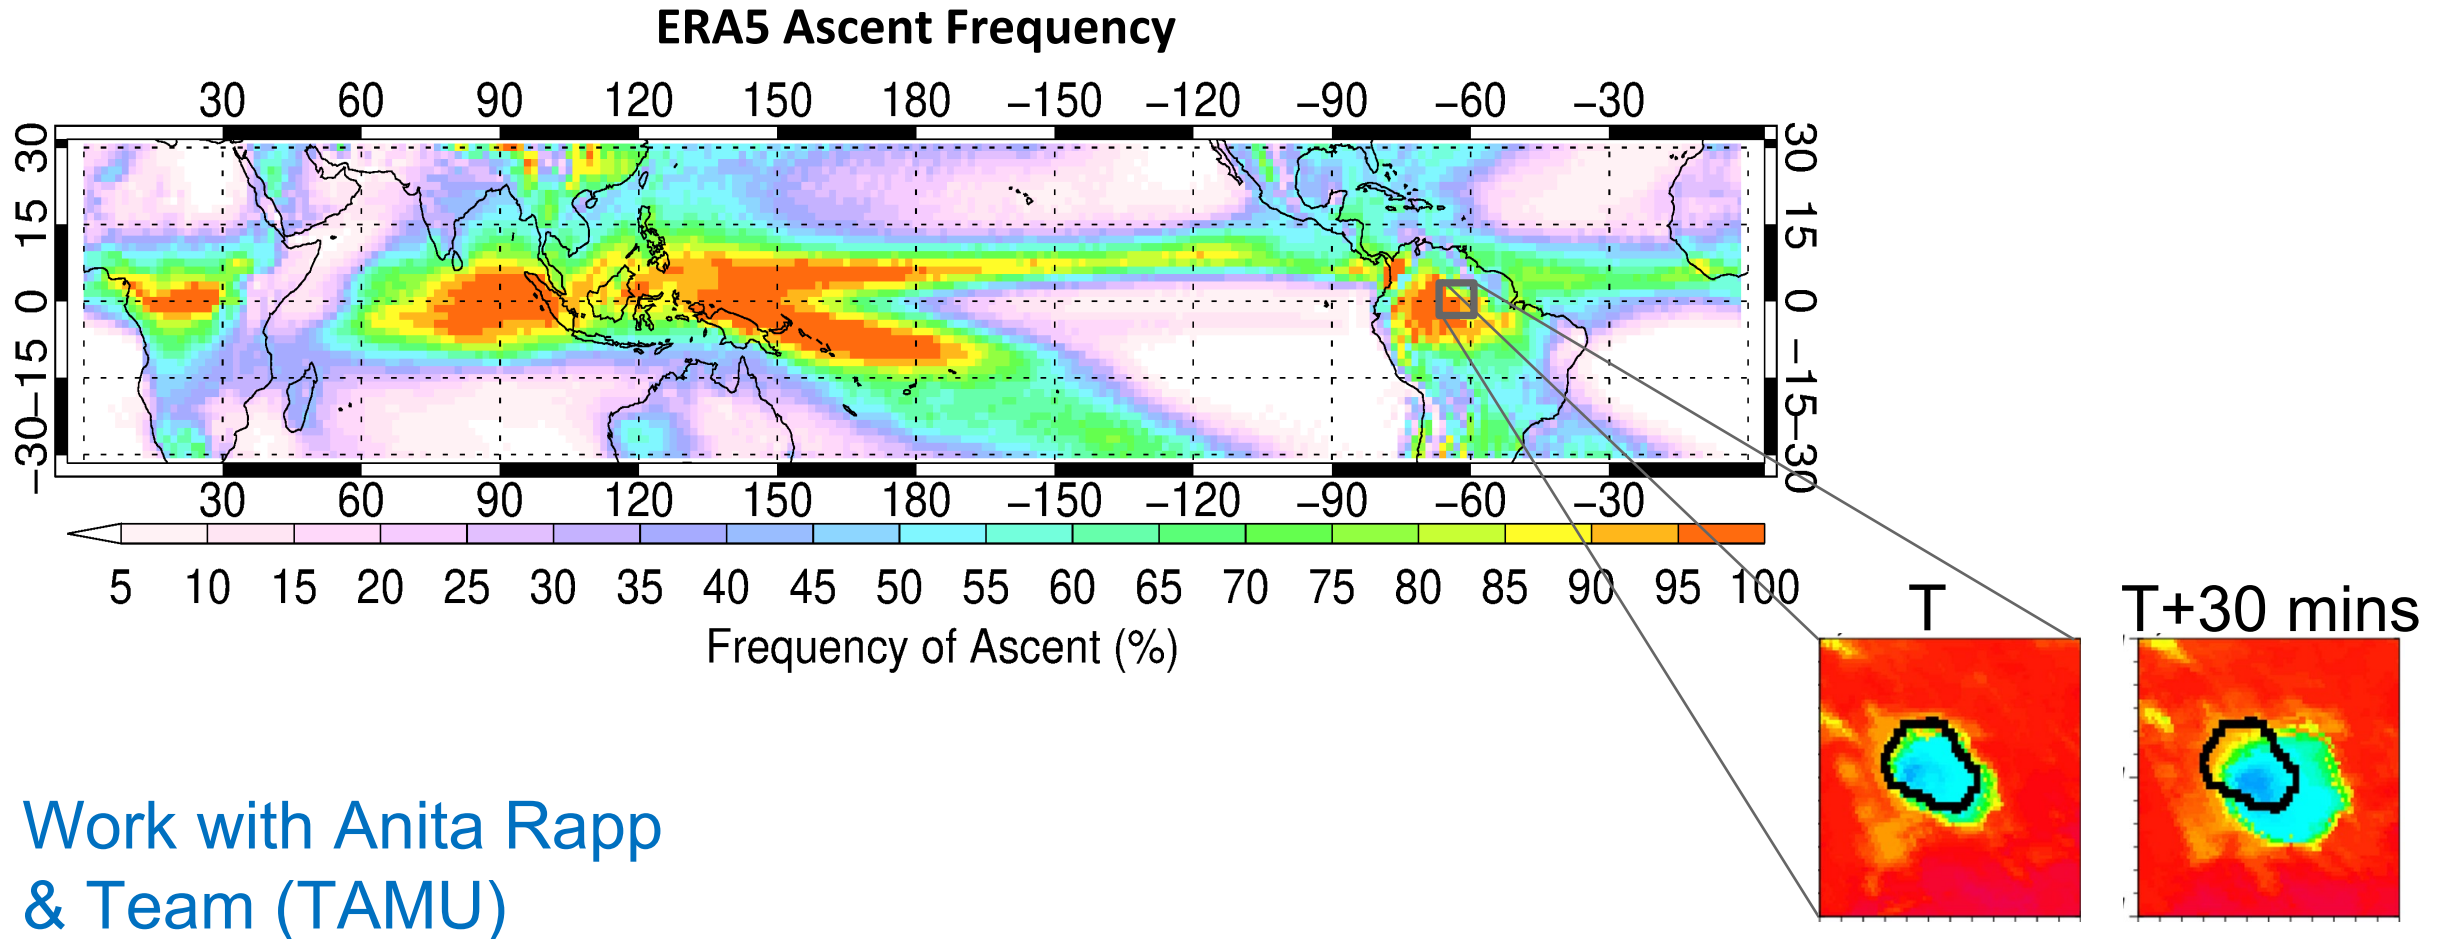 ERA5 Ascent Frequency
30 60 90 120 150 180 −150 −120 −90 −60 −30
30 15 0 −15 −30
30 15 0 −15 −30
30 60 90 120 150 180 −150 −120 −90 −60 −30
5 10 15 20 25 30 35 40 45 50 55 60 65 70 75 80 85 90 95 100
Frequency of Ascent (%)
T
T+30 mins
Work with Anita Rapp
& Team (TAMU)